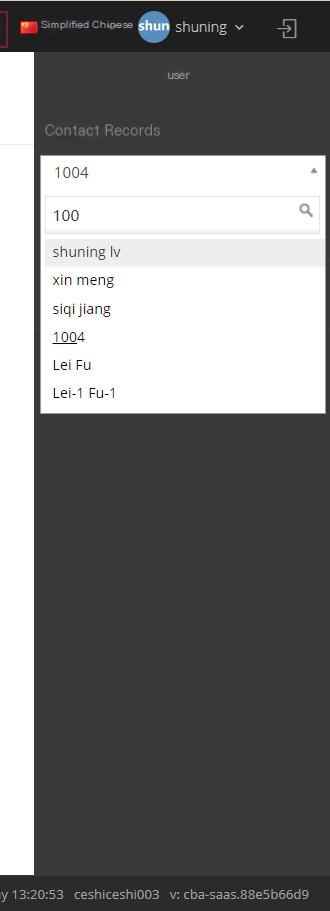 Simplified Chinese shun shuning
user
Contact Records
1004
100
shuning lv
xin meng
siqi jiang
1004
Lei Fu
Lei-1 Fu-1
y 13:20:53 ceshiceshi003 v: cba-saas.88e5b66d9